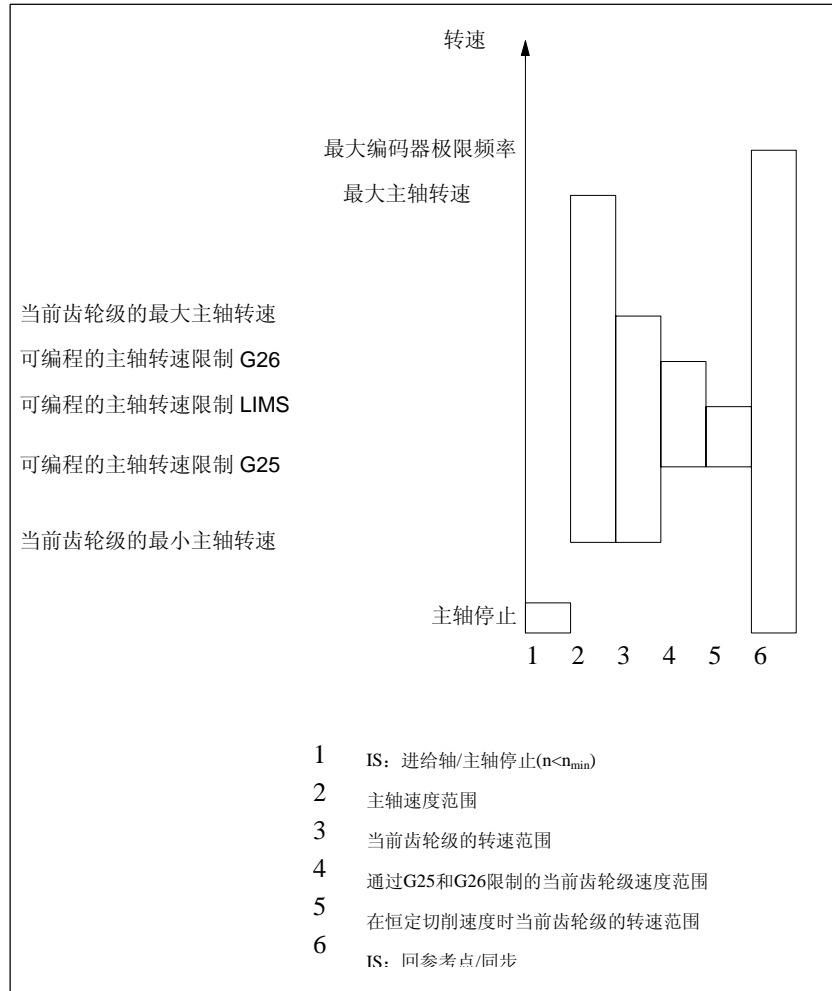 转速
最大编码器极限频率
最大主轴转速
当前齿轮级的最大主轴转速
可编程的主轴转速限制 G26
可编程的主轴转速限制 LIMS
可编程的主轴转速限制 G25
当前齿轮级的最小主轴转速
主轴停止
1 2 3 4 5 6
1 IS：进给轴/主轴停止(n<nmin)
2 主轴速度范围
3 当前齿轮级的转速范围
4 通过G25和G26限制的当前齿轮级速度范围
5 在恒定切削速度时当前齿轮级的转速范围
6 IS：回参考点/同步